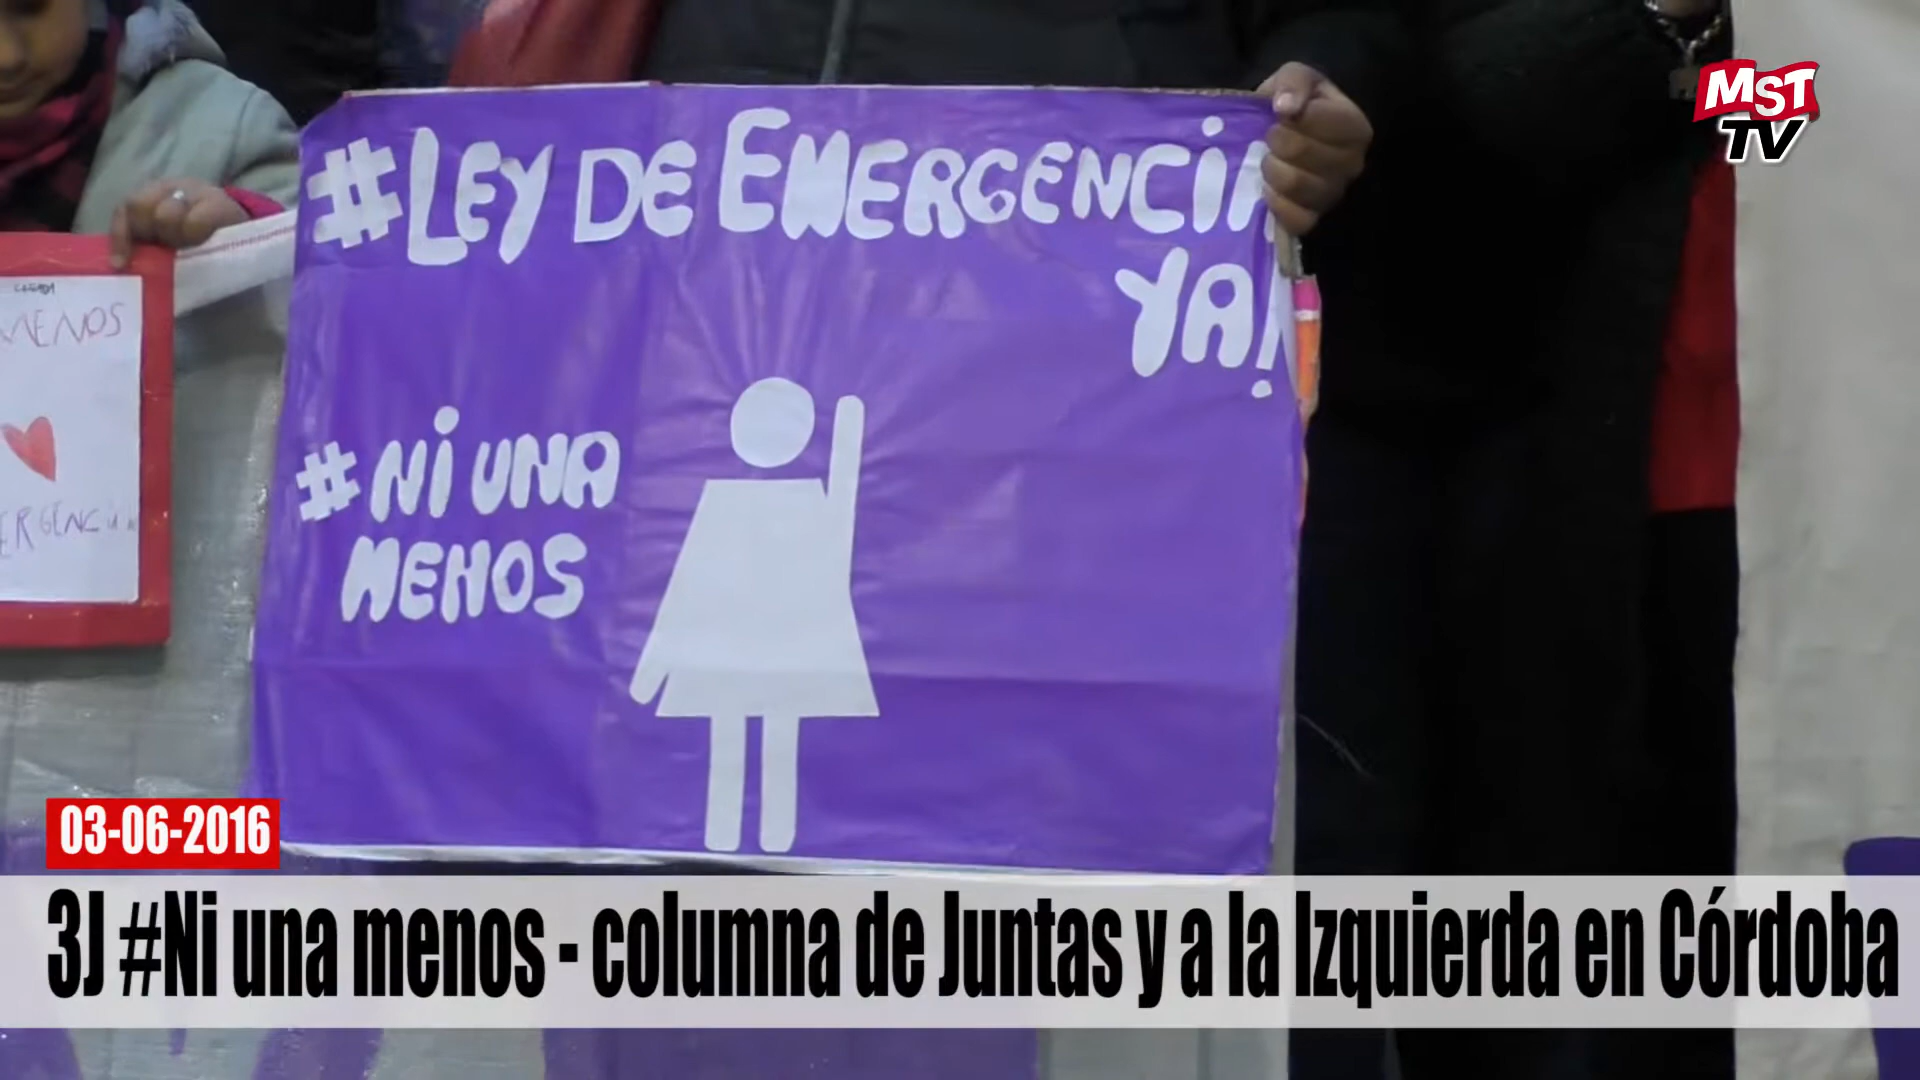 MST
TV
#LEY DE EMERGENCIA
YA!
#NI UNA
MENOS
MENOS
03-06-2016
3J #Ni una menos - columna de Juntas y a la Izquierda en Córdoba